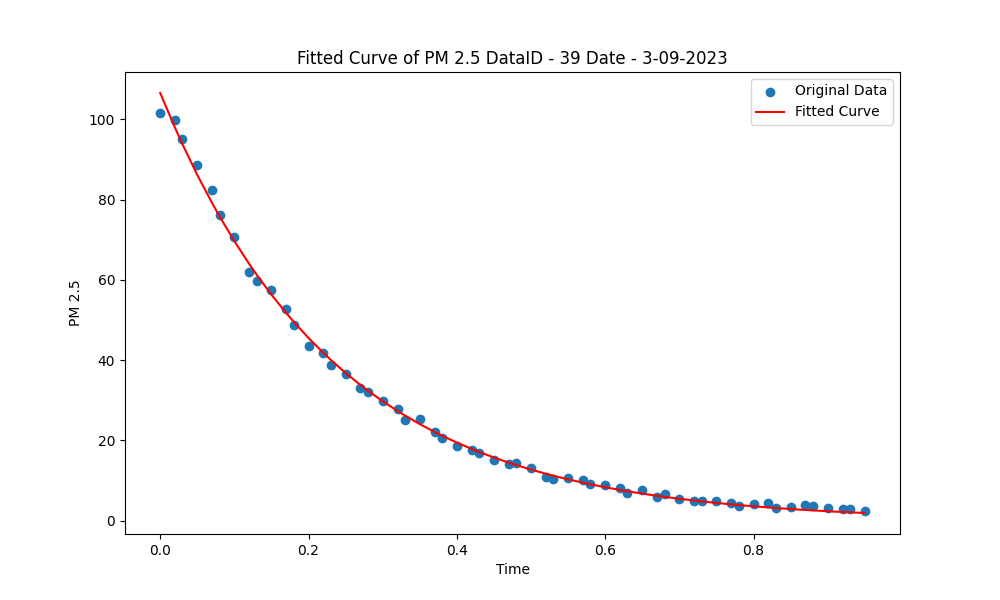 Fitted Curve of PM 2.5 DataID - 39 Date - 3-09-2023
Original Data
Fitted Curve
100
80
60
40
20
0
PM 2.5
0.0 0.2 0.4 0.6 0.8
Time